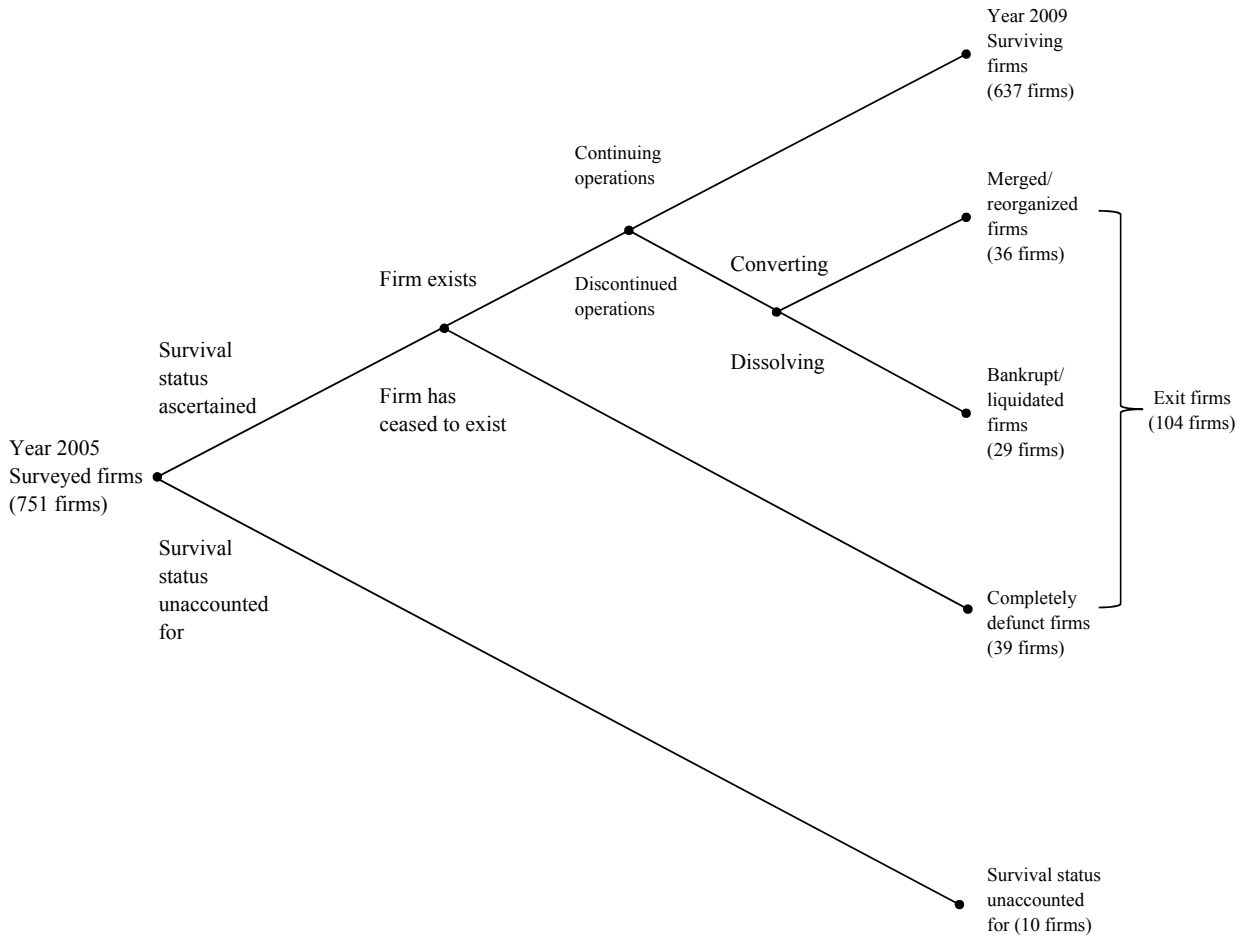 Year 2009
Surviving
firms
(637 firms)
Continuing
operations
Merged/
reorganized
firms
(36 firms)
Converting
Firm exists
Discontinued
operations
Survival
status
ascertained
Dissolving
Firm has
ceased to exist
Bankrupt/
liquidated
firms
(29 firms)
Exit firms
(104 firms)
Year 2005
Surveyed firms
(751 firms)
Survival
status
unaccounted
for
Completely
defunct firms
(39 firms)
Survival status
unaccounted
for (10 firms)